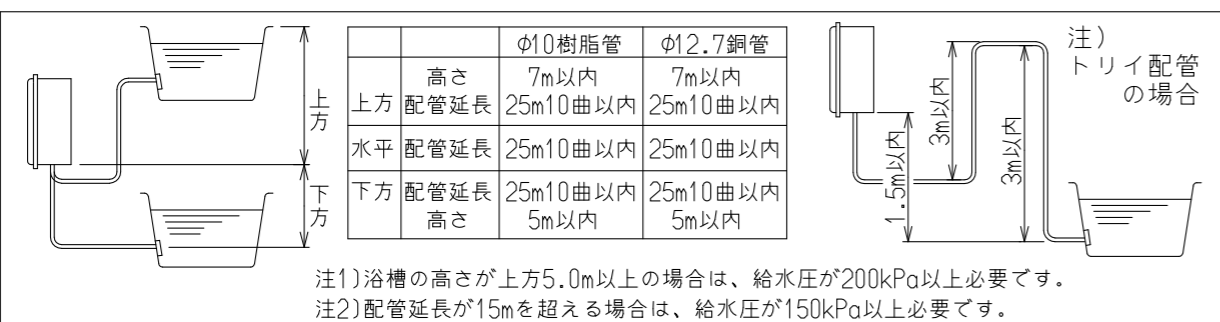 上方
下方
φ10樹脂管 φ12.7銅管
上方 高さ 7m以内 7m以内
配管延長 25m10曲以内 25m10曲以内
水平 配管延長 25m10曲以内 25m10曲以内
下方 配管延長 25m10曲以内 25m10曲以内
高さ 5m以内 5m以内
注)
トリイ配管
の場合
1.5m以内
3m以内
3m以内
注1)浴槽の高さが上方5.0m以上の場合は、給水圧が200kPa以上必要です。
注2)配管延長が15mを超える場合は、給水圧が150kPa以上必要です。